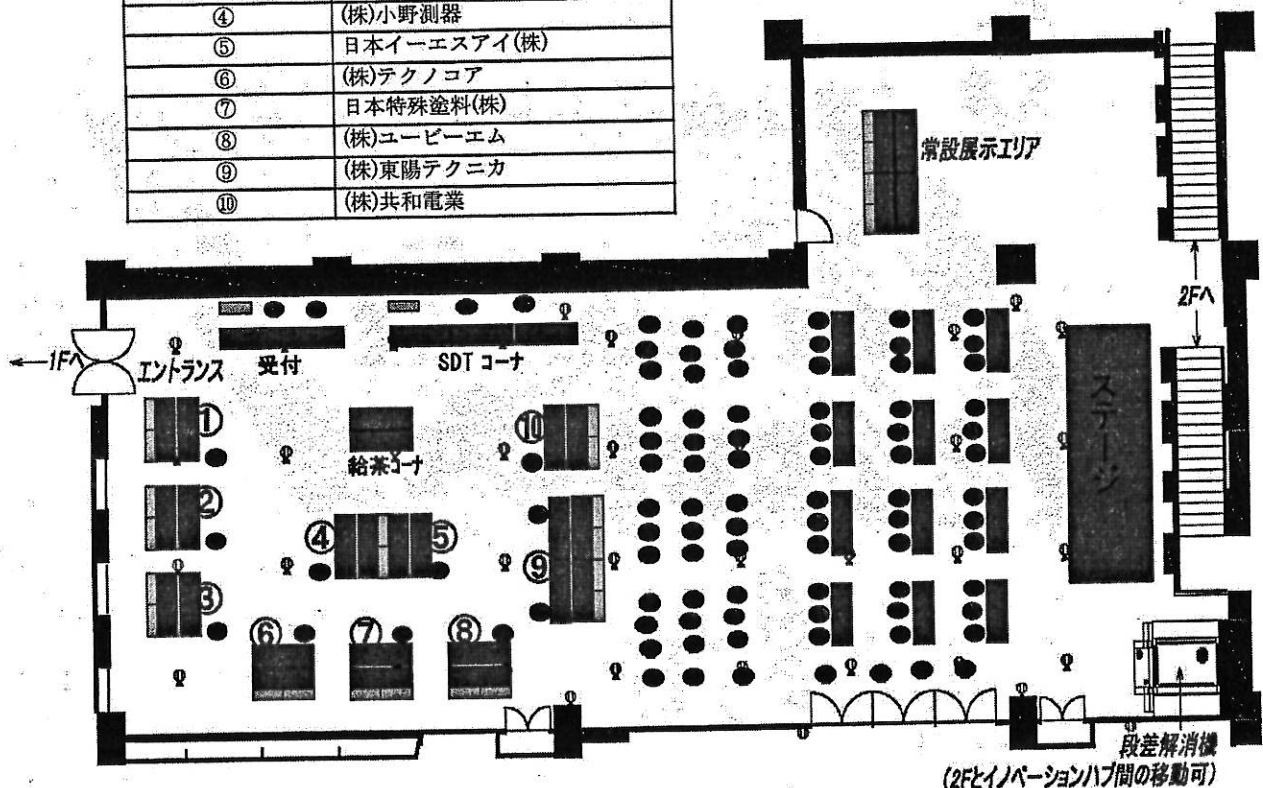 ④ (株)小野測器
⑤ 日本イーエスアイ(株)
⑥ (株)テクノコア
⑦ 日本特殊塗料(株)
⑧ (株)ユービーエム
⑨ (株)東陽テクニカ
⑩ (株)共和電業
常設展示エリア
2Fへ
1Fへ
エントランス
受付
SDT コーナ
ステージ
①
⑩
給茶コーナ
②
④
⑤
⑨
③
⑥
⑦
⑧
段差解消機
(2Fとイノベーションハブ間の移動可)